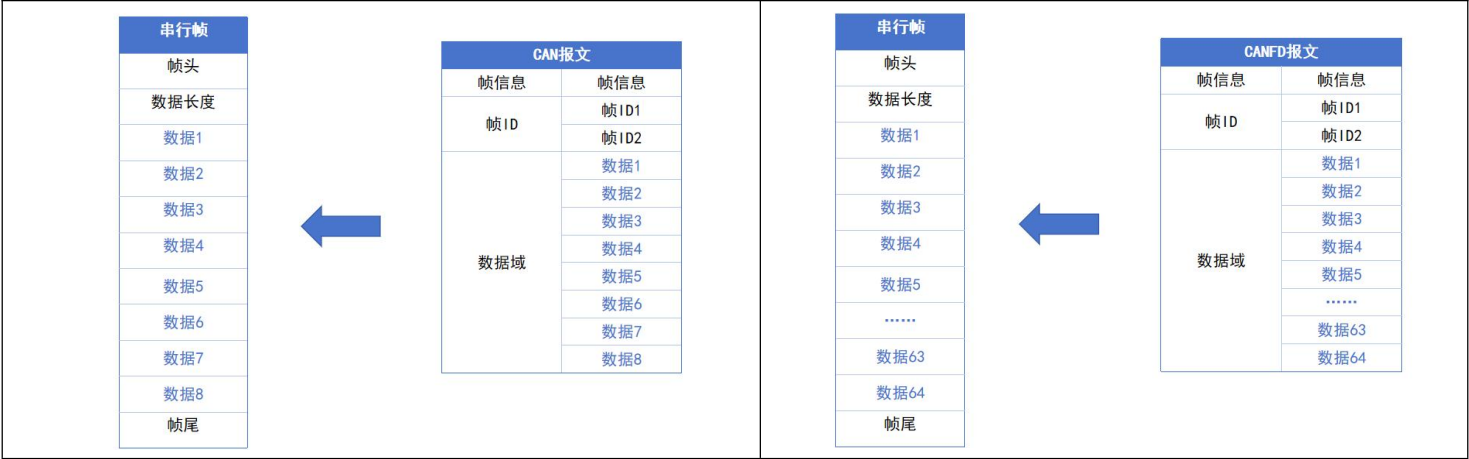 串行帧
帧头
数据长度
数据1
数据2
数据3
数据4
数据5
数据6
数据7
数据8
帧尾
CAN报文
帧信息 帧信息
帧ID 帧ID1
帧ID2
数据域 数据1
数据2
数据3
数据4
数据5
数据6
数据7
数据8
串行帧
帧头
数据长度
数据1
数据2
数据3
数据4
数据5
……
数据63
数据64
帧尾
CANFD报文
帧信息 帧信息
帧ID 帧ID1
帧ID2
数据域 数据1
数据2
数据3
数据4
数据5
……
数据63
数据64